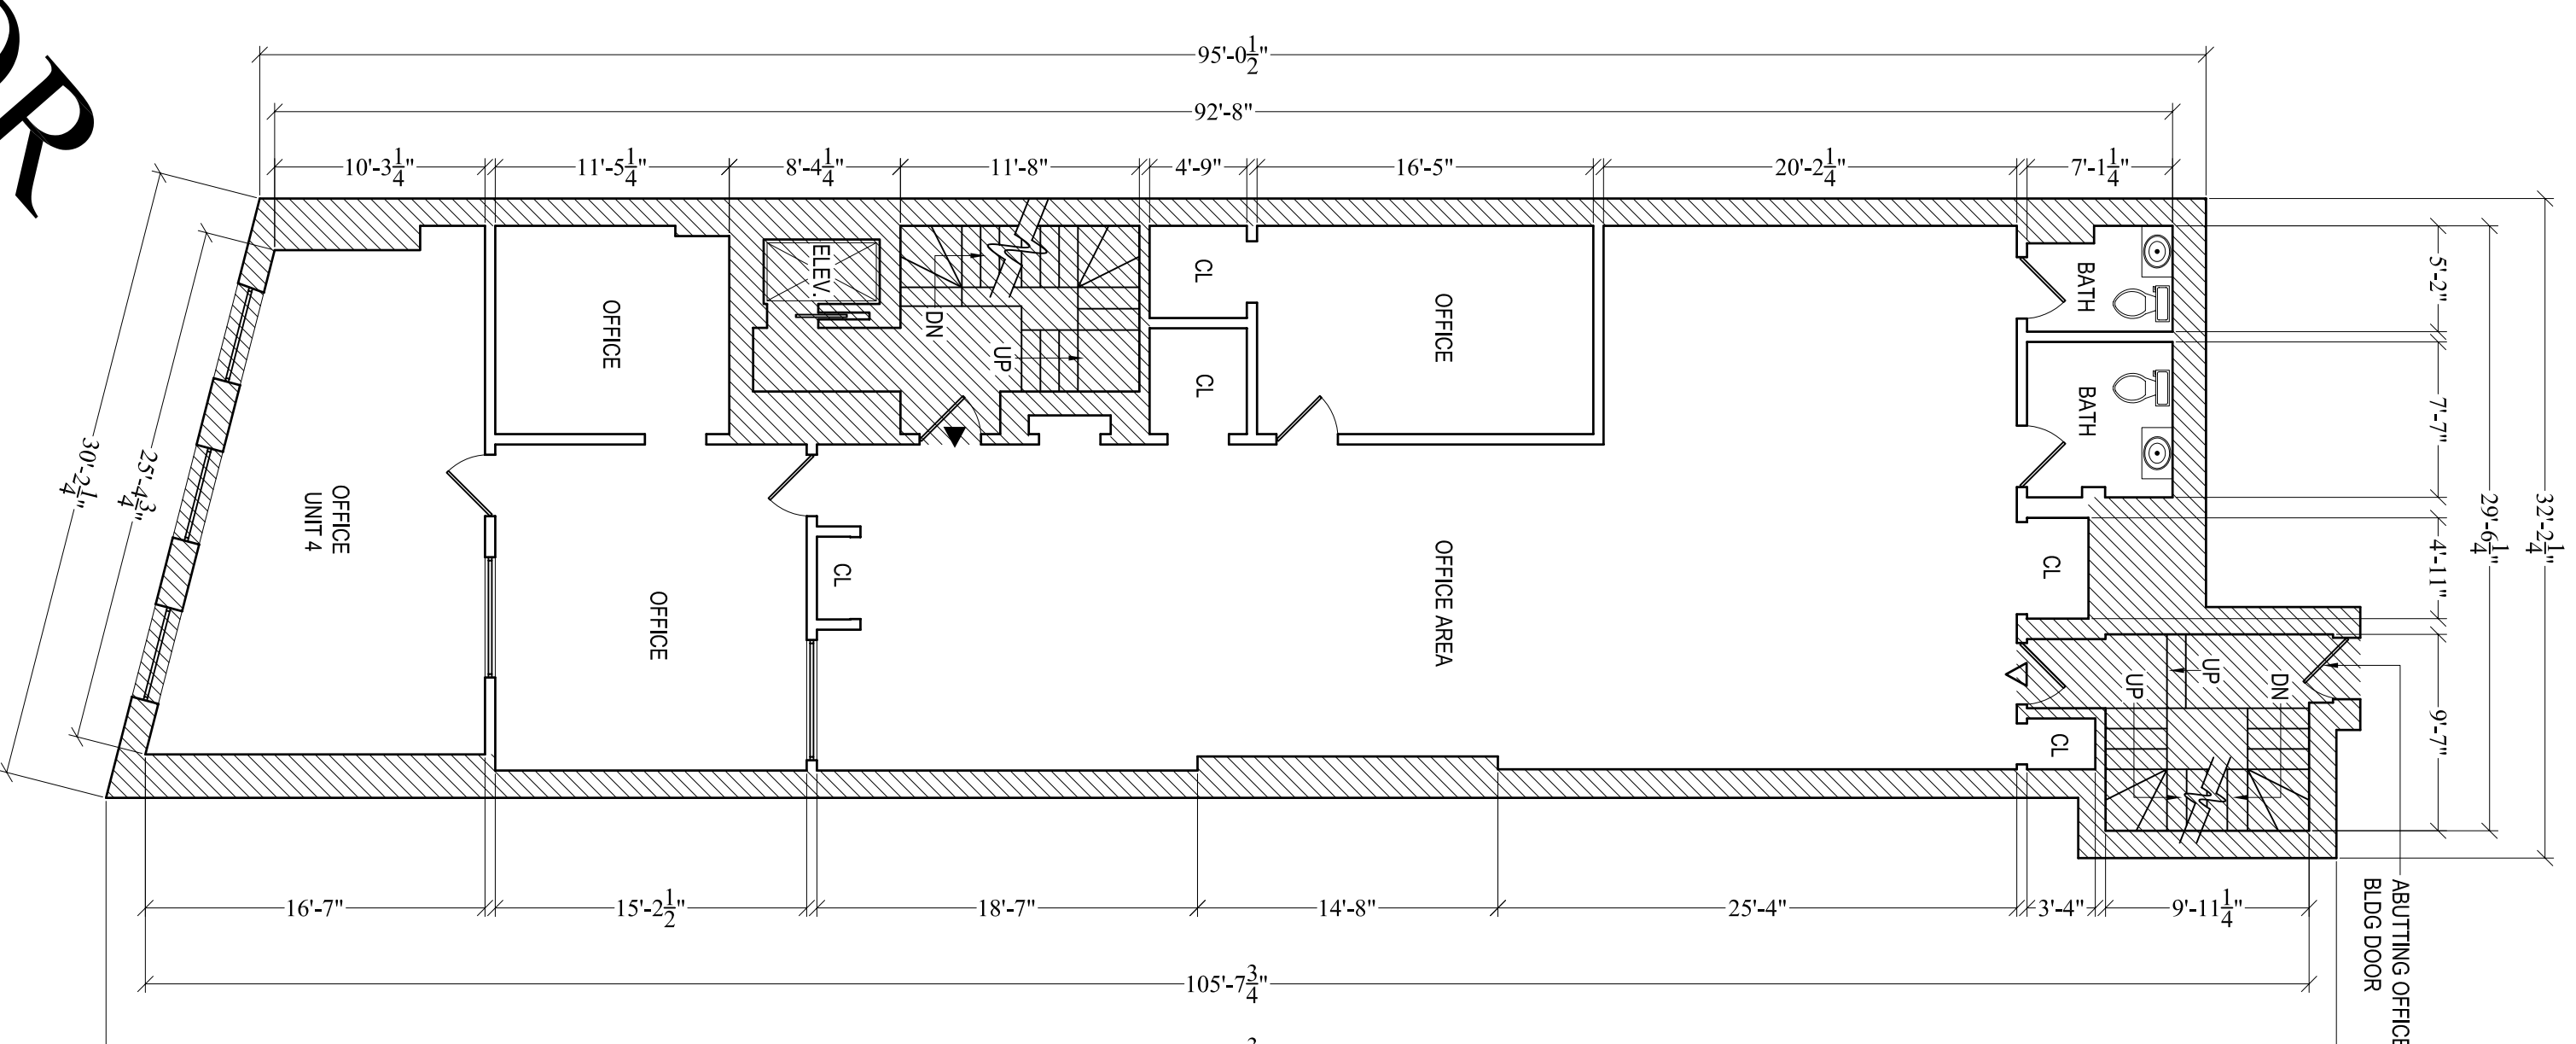 OR
95'-0 1/2"
92'-8"
10'-3 1/4"
11'-5 1/4"
8'-4 1/4"
11'-8"
4'-9"
16'-5"
20'-2 1/4"
7'-1 1/4"
5'-2"
7'-7"
4'-11"
9'-7"
29'-6 1/4"
32'-2 1/4"
30'-2 1/4"
25'-4 3/4"
OFFICE
UNIT 4
OFFICE
OFFICE
ELEV.
DN
UP
CL
CL
CL
OFFICE
OFFICE AREA
BATH
BATH
CL
CL
UP
UP
DN
ABUTTING OFFICE
BLDG DOOR
16'-7"
15'-2 1/2"
18'-7"
14'-8"
25'-4"
3'-4"
9'-11 1/4"
105'-7 3/4"